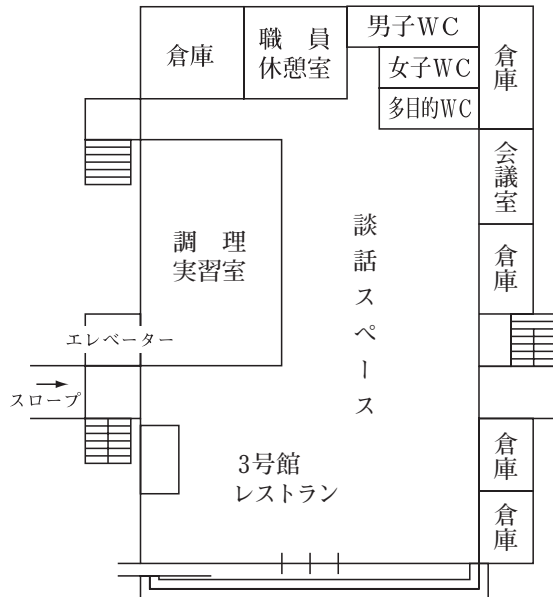 倉庫
職員
休憩室
男子WC
女子WC
多目的WC
倉庫
会議室
倉庫
調理
実習室
談話スペース
エレベーター
スロープ
3号館
レストラン
倉庫
倉庫